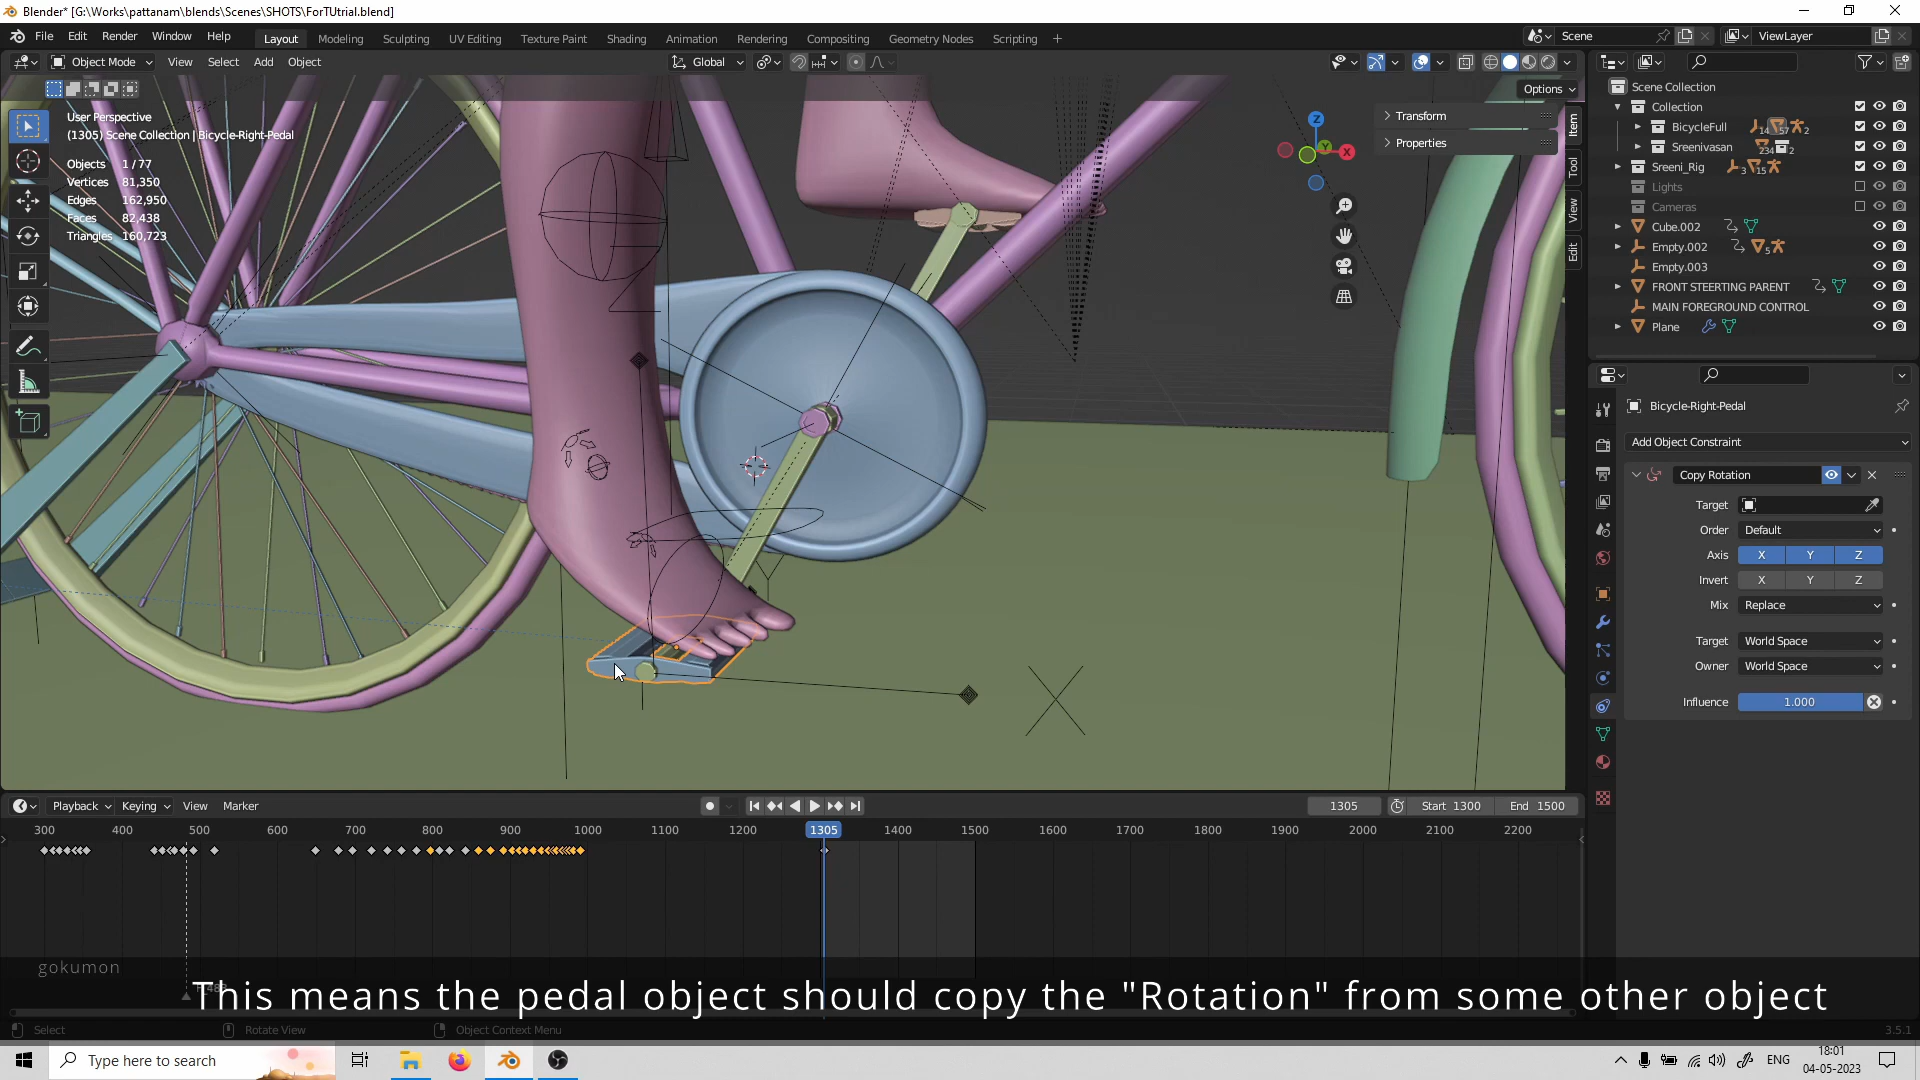 Blender* [G:\Works\pattanam\blends\Scenes\SHOTS\ForTUtrial.blend]
File Edit Render Window Help Layout Modeling Sculpting UV Editing Texture Paint Shading Animation Rendering Compositing Geometry Nodes Scripting + Scene ViewLayer
Object Mode View Select Add Object Global
Options
User Perspective
(1305) Scene Collection | Bicycle-Right-Pedal
Objects 1 / 77
Vertices 81,350
Edges 162,950
Faces 82,438
Triangles 160,723
Transform
Properties
Item
Tool
View
Edit
Z
Y
X
Scene Collection
Collection
BicycleFull 14 57 2
Sreenivasan 234 2
Sreeni_Rig 3 15
Lights
Cameras
Cube.002
Empty.002 5
Empty.003
FRONT STEERTING PARENT
MAIN FOREGROUND CONTROL
Plane
Bicycle-Right-Pedal
Add Object Constraint
Copy Rotation
Target
Order Default
Axis X Y Z
Invert X Y Z
Mix Replace
Target World Space
Owner World Space
Influence 1.000
Playback Keying View Marker 1305 Start 1300 End 1500
300 400 500 600 700 800 900 1000 1100 1200 1305 1400 1500 1600 1700 1800 1900 2000 2100 2200
gokumon
This means the pedal object should copy the "Rotation" from some other object
Select Rotate View Object Context Menu 3.5.1
Type here to search ENG 18:01
04-05-2023